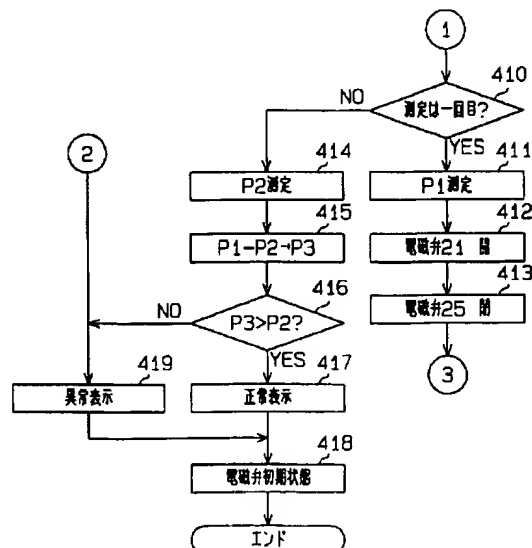 1
410
測定は一回目?
NO
YES
2
414
P2測定
411
P1測定
415
P1-P2→P3
412
電磁弁21 開
416
P3>P2?
413
電磁弁25 閉
NO
YES
3
419
異常表示
417
正常表示
418
電磁弁初期状態
エンド